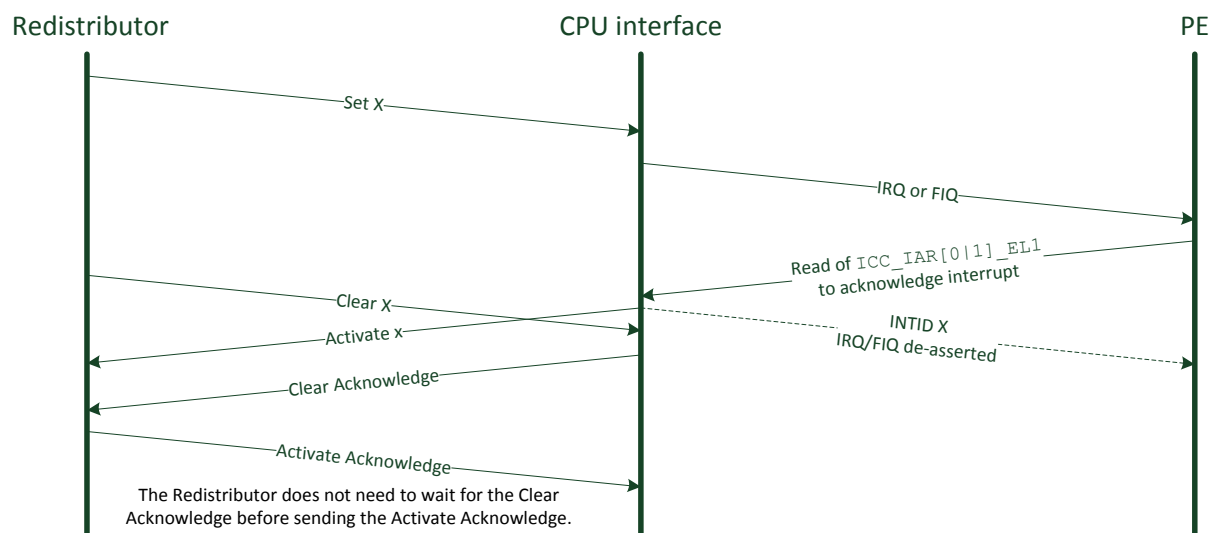 Redistributor
CPU interface
PE
Set X
IRQ or FIQ
Read of ICC_IAR[0|1]_EL1
to acknowledge interrupt
Clear X
Activate x
INTID X
IRQ/FIQ de-asserted
Clear Acknowledge
Activate Acknowledge
The Redistributor does not need to wait for the Clear
Acknowledge before sending the Activate Acknowledge.